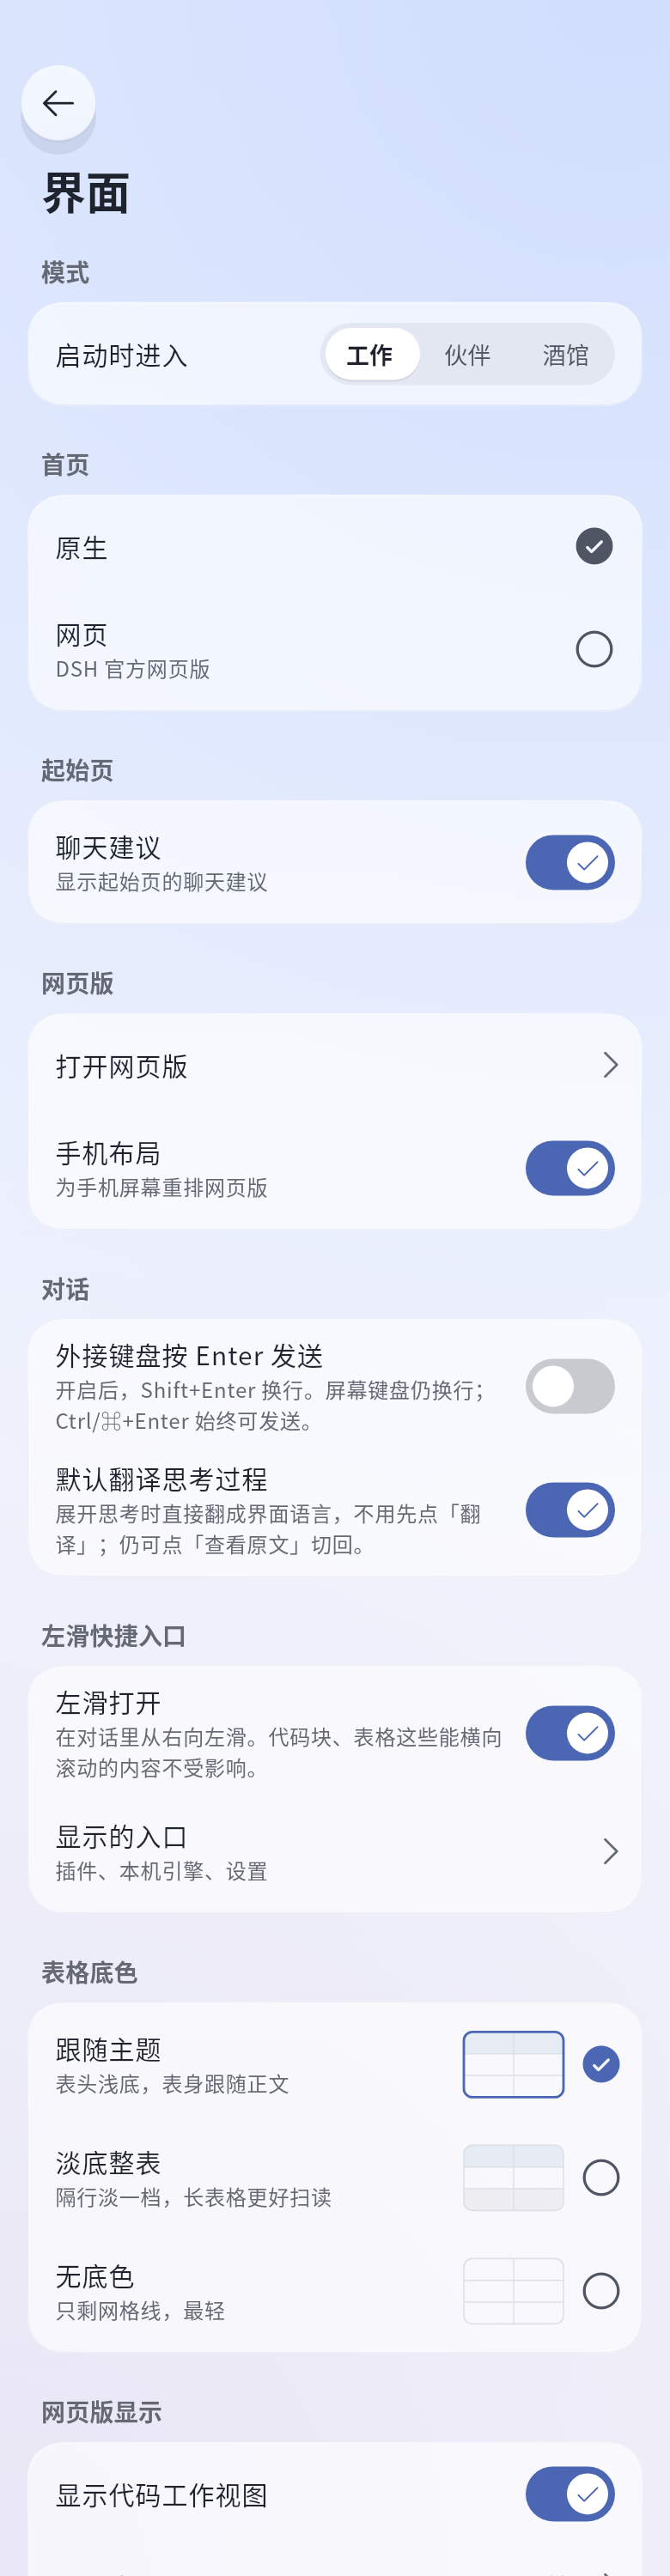 界面
模式
启动时进入
工作 伙伴 酒馆
首页
原生
网页
DSH 官方网页版
起始页
聊天建议
显示起始页的聊天建议
网页版
打开网页版
手机布局
为手机屏幕重排网页版
对话
外接键盘按 Enter 发送
开启后，Shift+Enter 换行。屏幕键盘仍换行；
Ctrl/⌘+Enter 始终可发送。
默认翻译思考过程
展开思考时直接翻成界面语言，不用先点「翻
译」；仍可点「查看原文」切回。
左滑快捷入口
左滑打开
在对话里从右向左滑。代码块、表格这些能横向
滚动的内容不受影响。
显示的入口
插件、本机引擎、设置
表格底色
跟随主题
表头浅底，表身跟随正文
淡底整表
隔行淡一档，长表格更好扫读
无底色
只剩网格线，最轻
网页版显示
显示代码工作视图